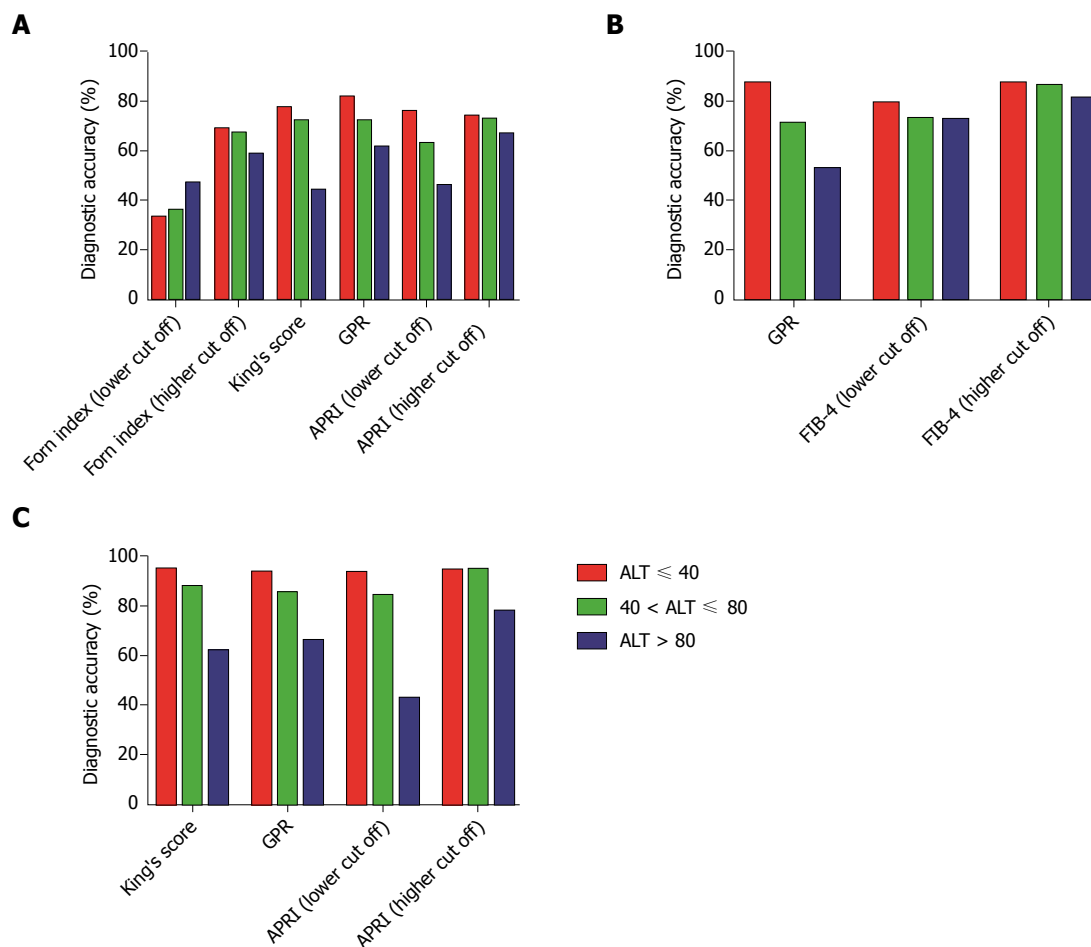 A
Diagnostic accuracy (%)
100
80
60
40
20
0
Forn index (lower cut off)
Forn index (higher cut off)
King's score
GPR
APRI (lower cut off)
APRI (higher cut off)
B
Diagnostic accuracy (%)
100
80
60
40
20
0
GPR
FIB-4 (lower cut off)
FIB-4 (higher cut off)
C
Diagnostic accuracy (%)
100
80
60
40
20
0
King's score
GPR
APRI (lower cut off)
APRI (higher cut off)
ALT ⩽ 40
40 < ALT ⩽ 80
ALT > 80